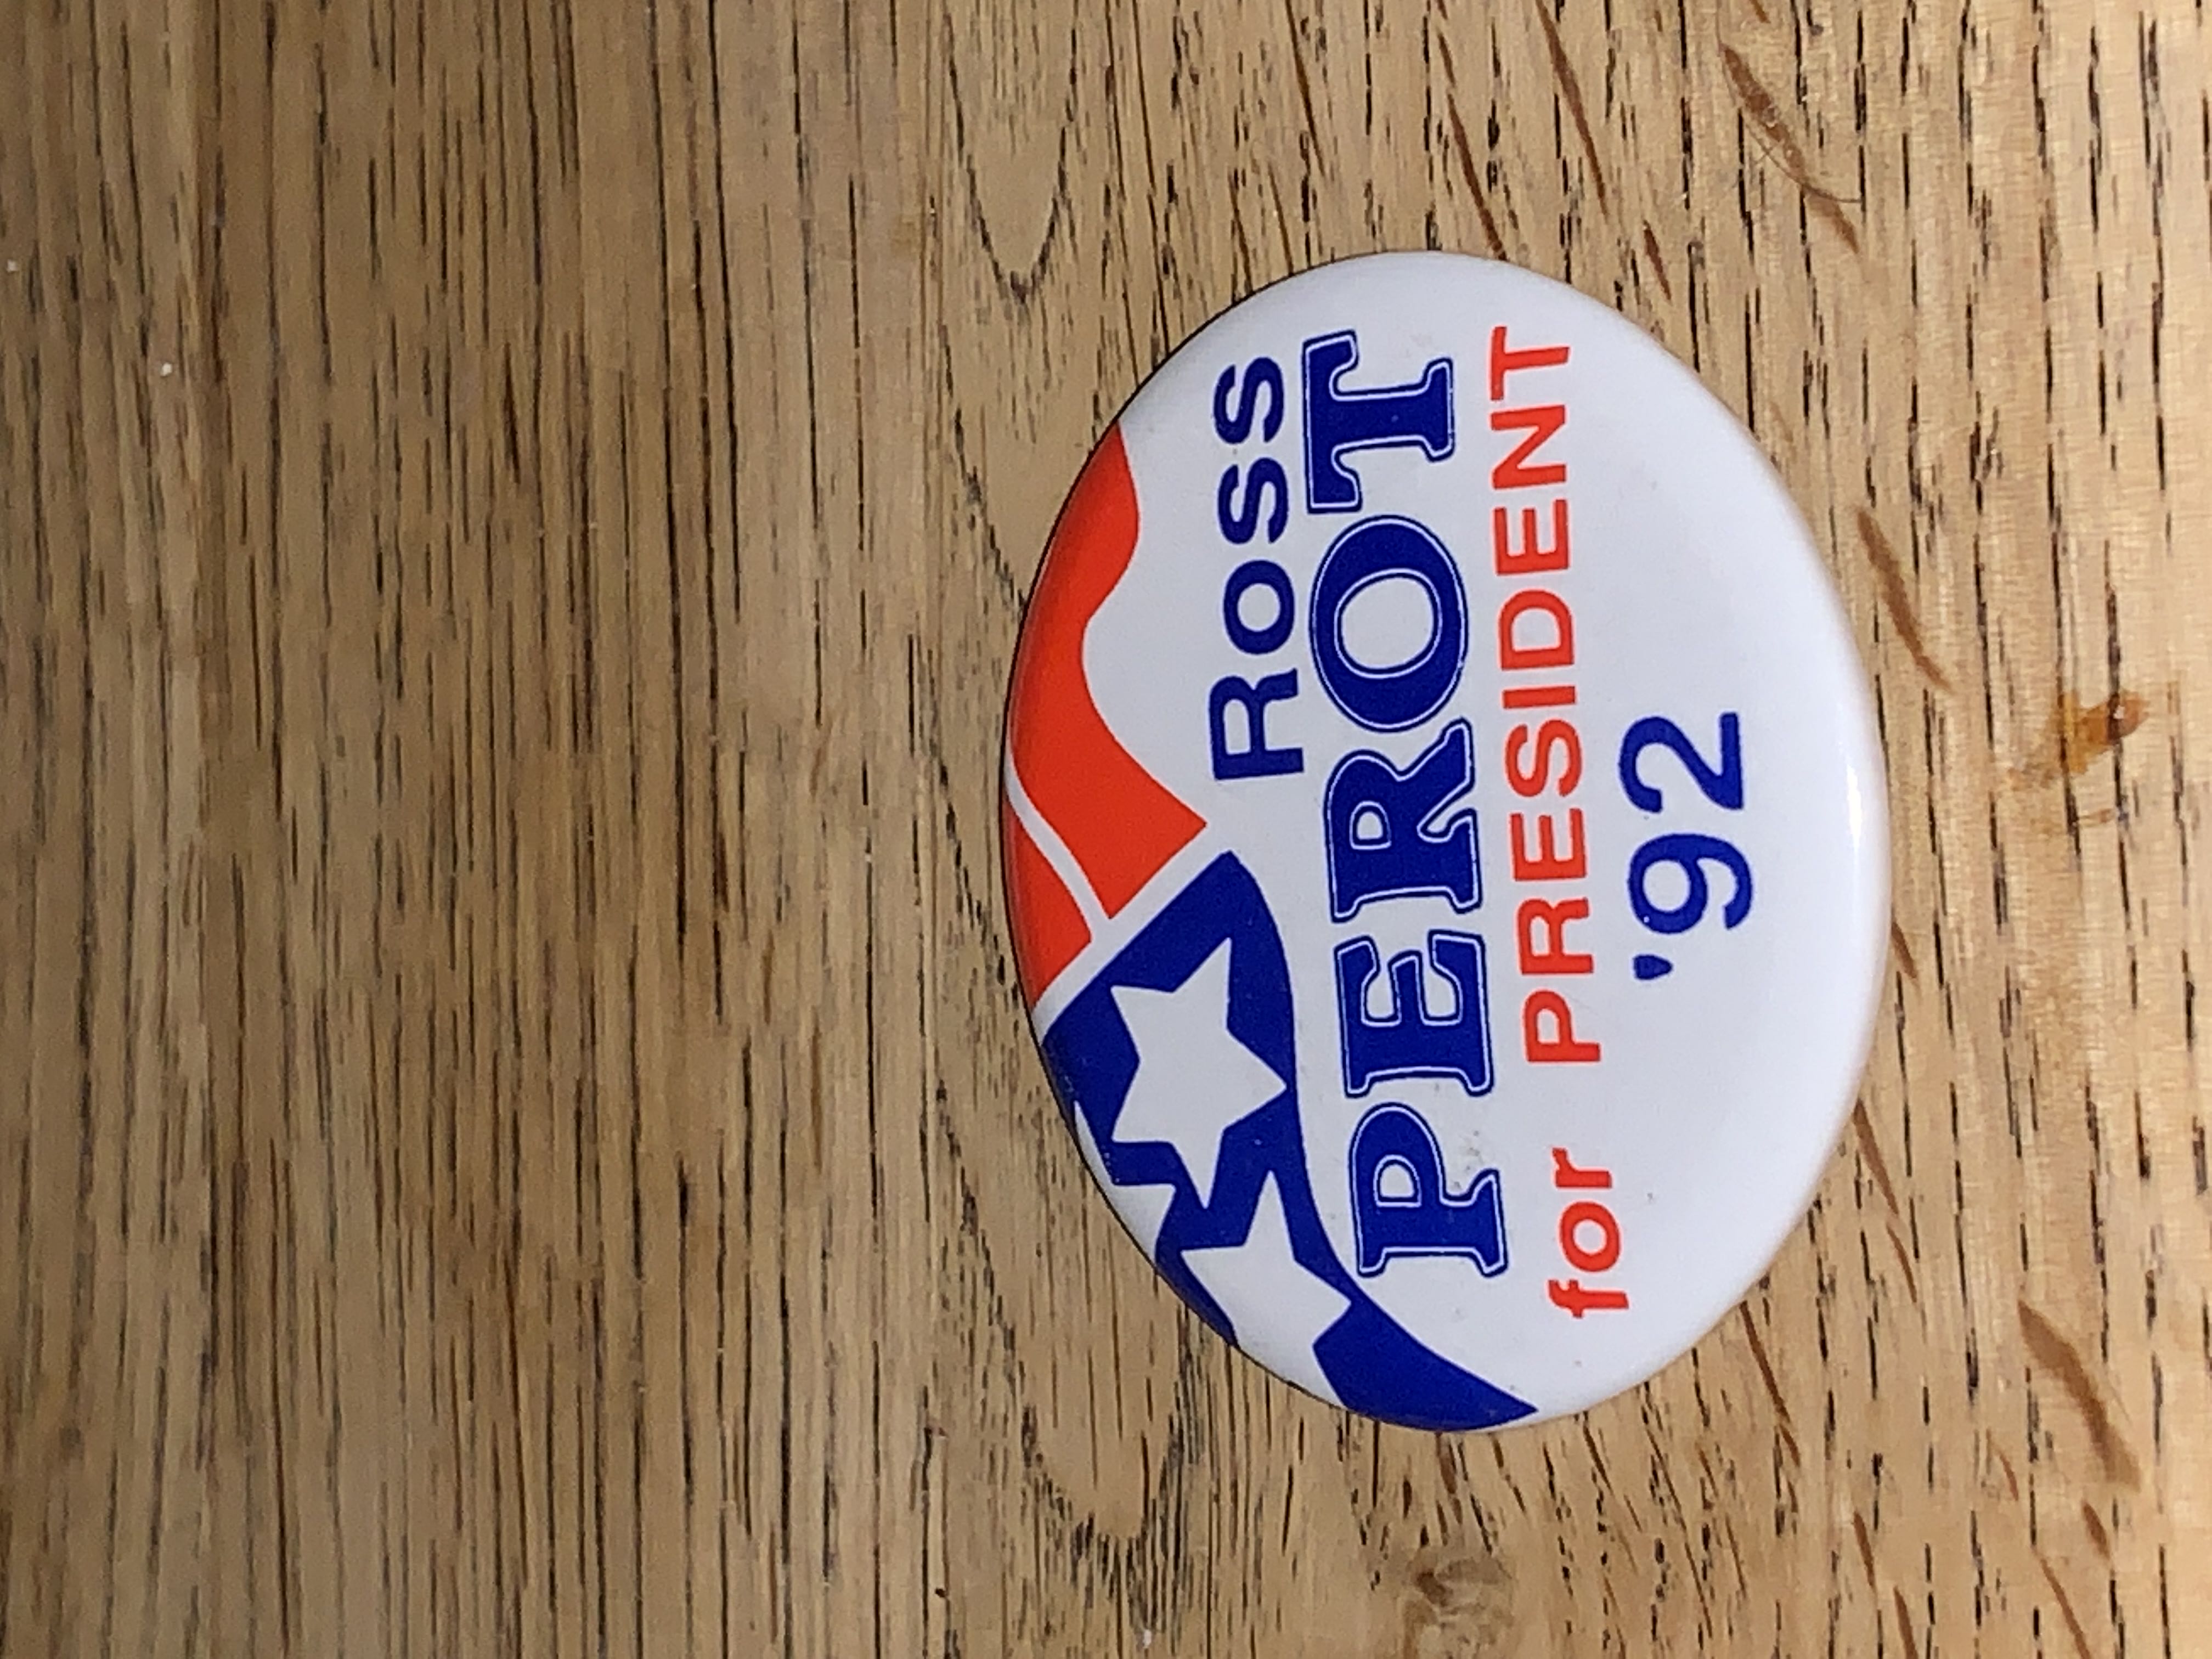 Ross
PEROT
for PRESIDENT
'92